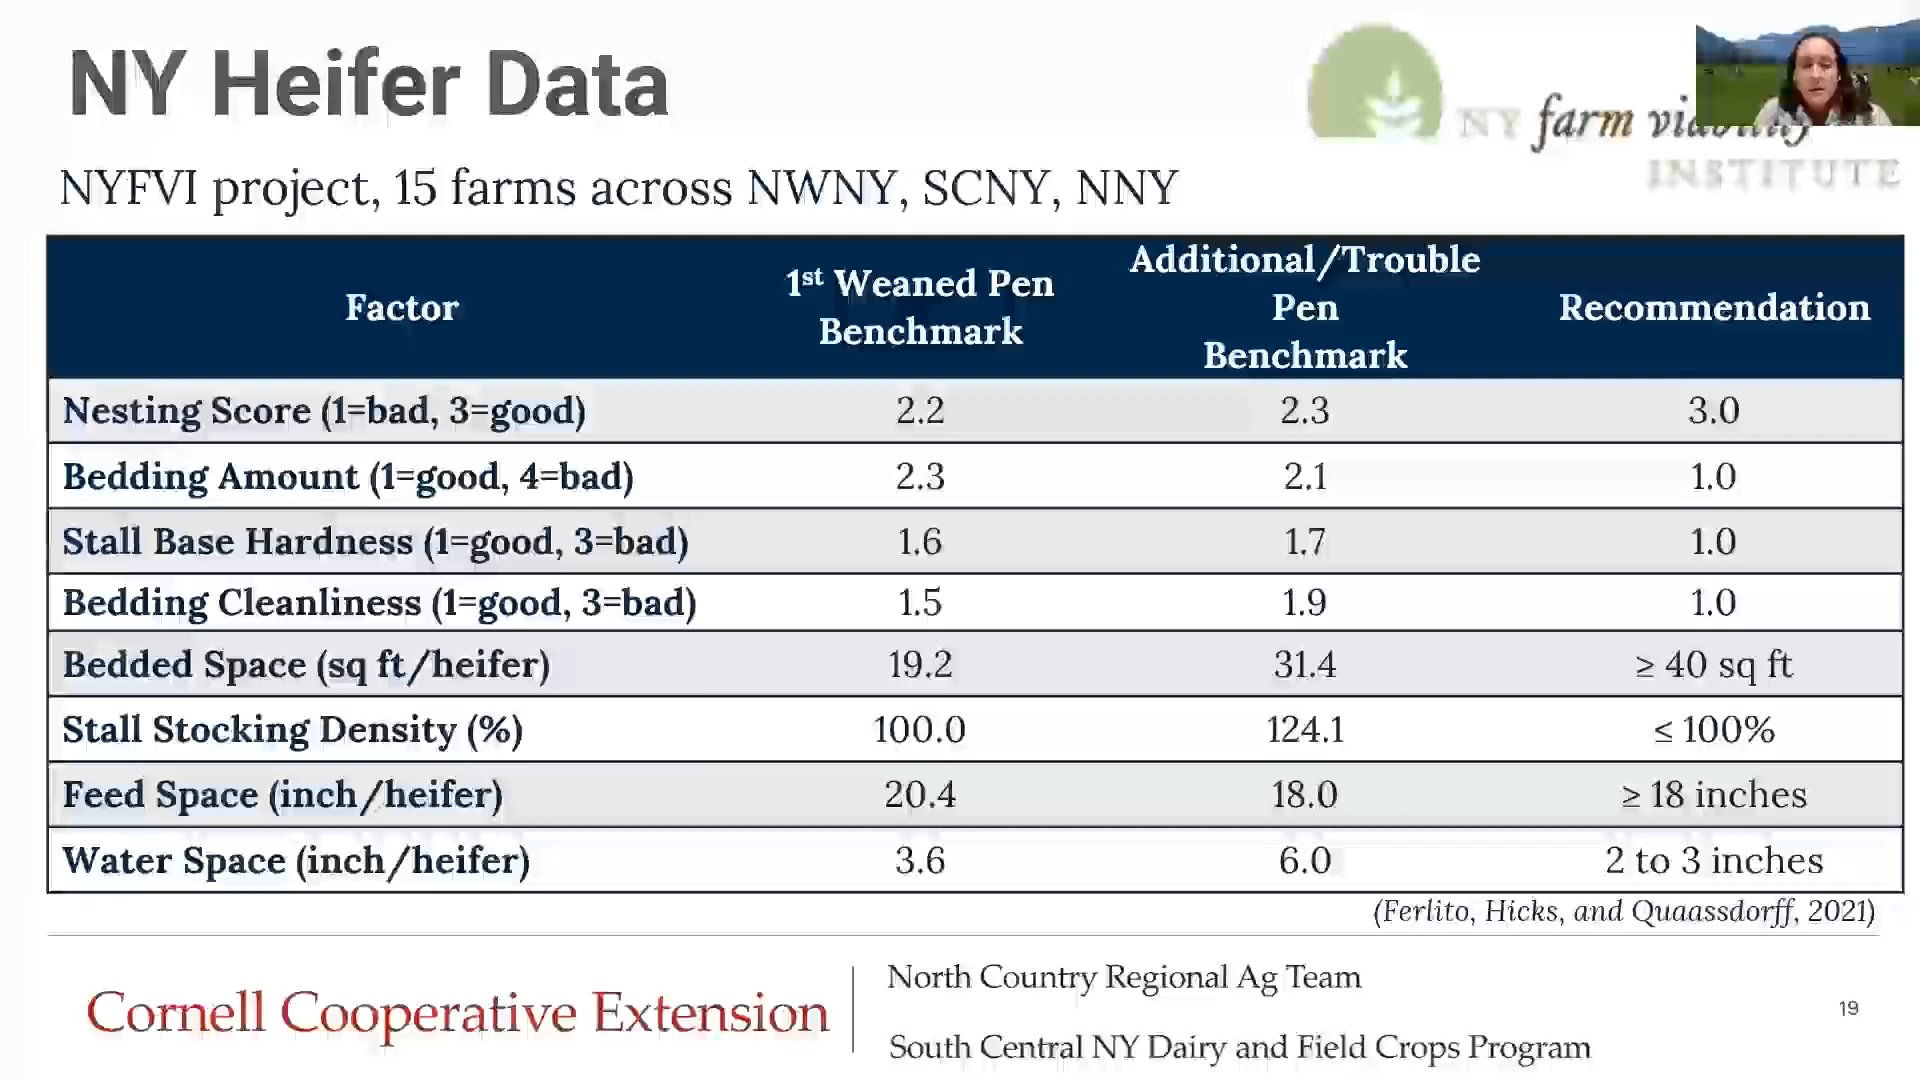 NY Heifer Data
NY farm
INSTITUTE
NYFVI project, 15 farms across NWNY, SCNY, NNY
Factor
1st Weaned Pen
Benchmark
Additional/Trouble
Pen
Benchmark
Recommendation
Nesting Score (1=bad, 3=good) 2.2 2.3 3.0
Bedding Amount (1=good, 4=bad) 2.3 2.1 1.0
Stall Base Hardness (1=good, 3=bad) 1.6 1.7 1.0
Bedding Cleanliness (1=good, 3=bad) 1.5 1.9 1.0
Bedded Space (sq ft/heifer) 19.2 31.4 ≥ 40 sq ft
Stall Stocking Density (%) 100.0 124.1 ≤ 100%
Feed Space (inch/heifer) 20.4 18.0 ≥ 18 inches
Water Space (inch/heifer) 3.6 6.0 2 to 3 inches
(Ferlito, Hicks, and Quaassdorff, 2021)
Cornell Cooperative Extension
North Country Regional Ag Team
South Central NY Dairy and Field Crops Program
19